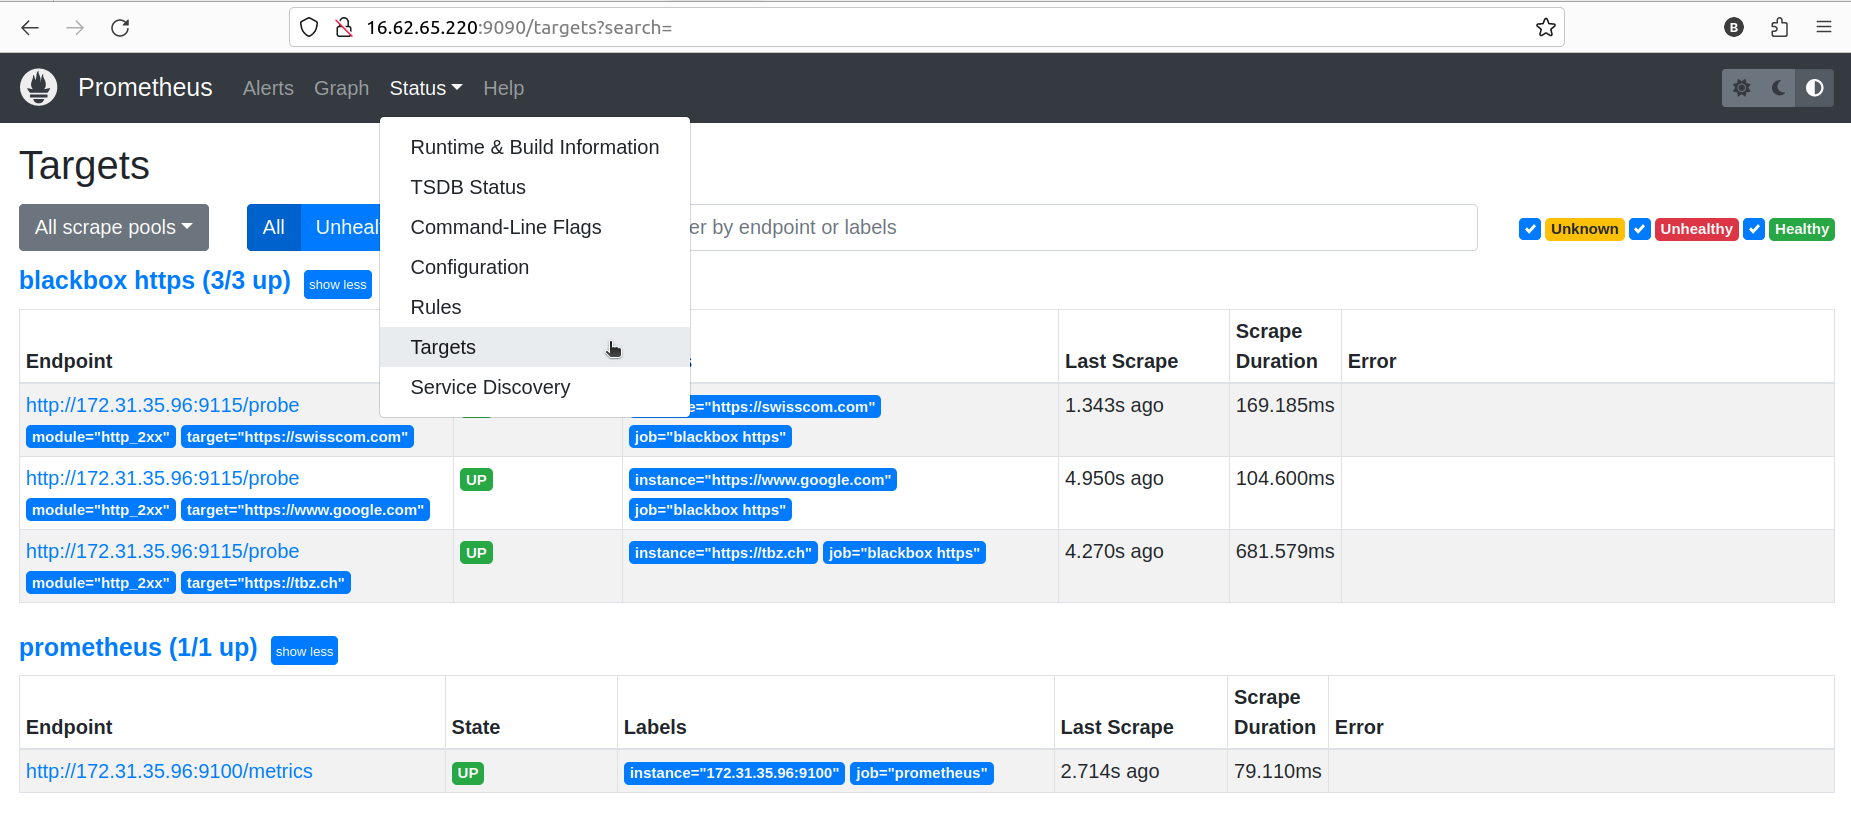 16.62.65.220:9090/targets?search=
B
Prometheus Alerts Graph Status Help
Runtime & Build Information
TSDB Status
Command-Line Flags
Configuration
Rules
Targets
Service Discovery
Targets
All scrape pools All er by endpoint or labels Unknown Unhealthy Healthy
blackbox https (3/3 up) show less
Endpoint Last Scrape Scrape Duration Error
http://172.31.35.96:9115/probe ="https://swisscom.com" 1.343s ago 169.185ms
module="http_2xx" target="https://swisscom.com" job="blackbox https"
http://172.31.35.96:9115/probe UP instance="https://www.google.com" 4.950s ago 104.600ms
module="http_2xx" target="https://www.google.com" job="blackbox https"
http://172.31.35.96:9115/probe UP instance="https://tbz.ch" job="blackbox https" 4.270s ago 681.579ms
module="http_2xx" target="https://tbz.ch"
prometheus (1/1 up) show less
Endpoint State Labels Last Scrape Scrape Duration Error
http://172.31.35.96:9100/metrics UP instance="172.31.35.96:9100" job="prometheus" 2.714s ago 79.110ms